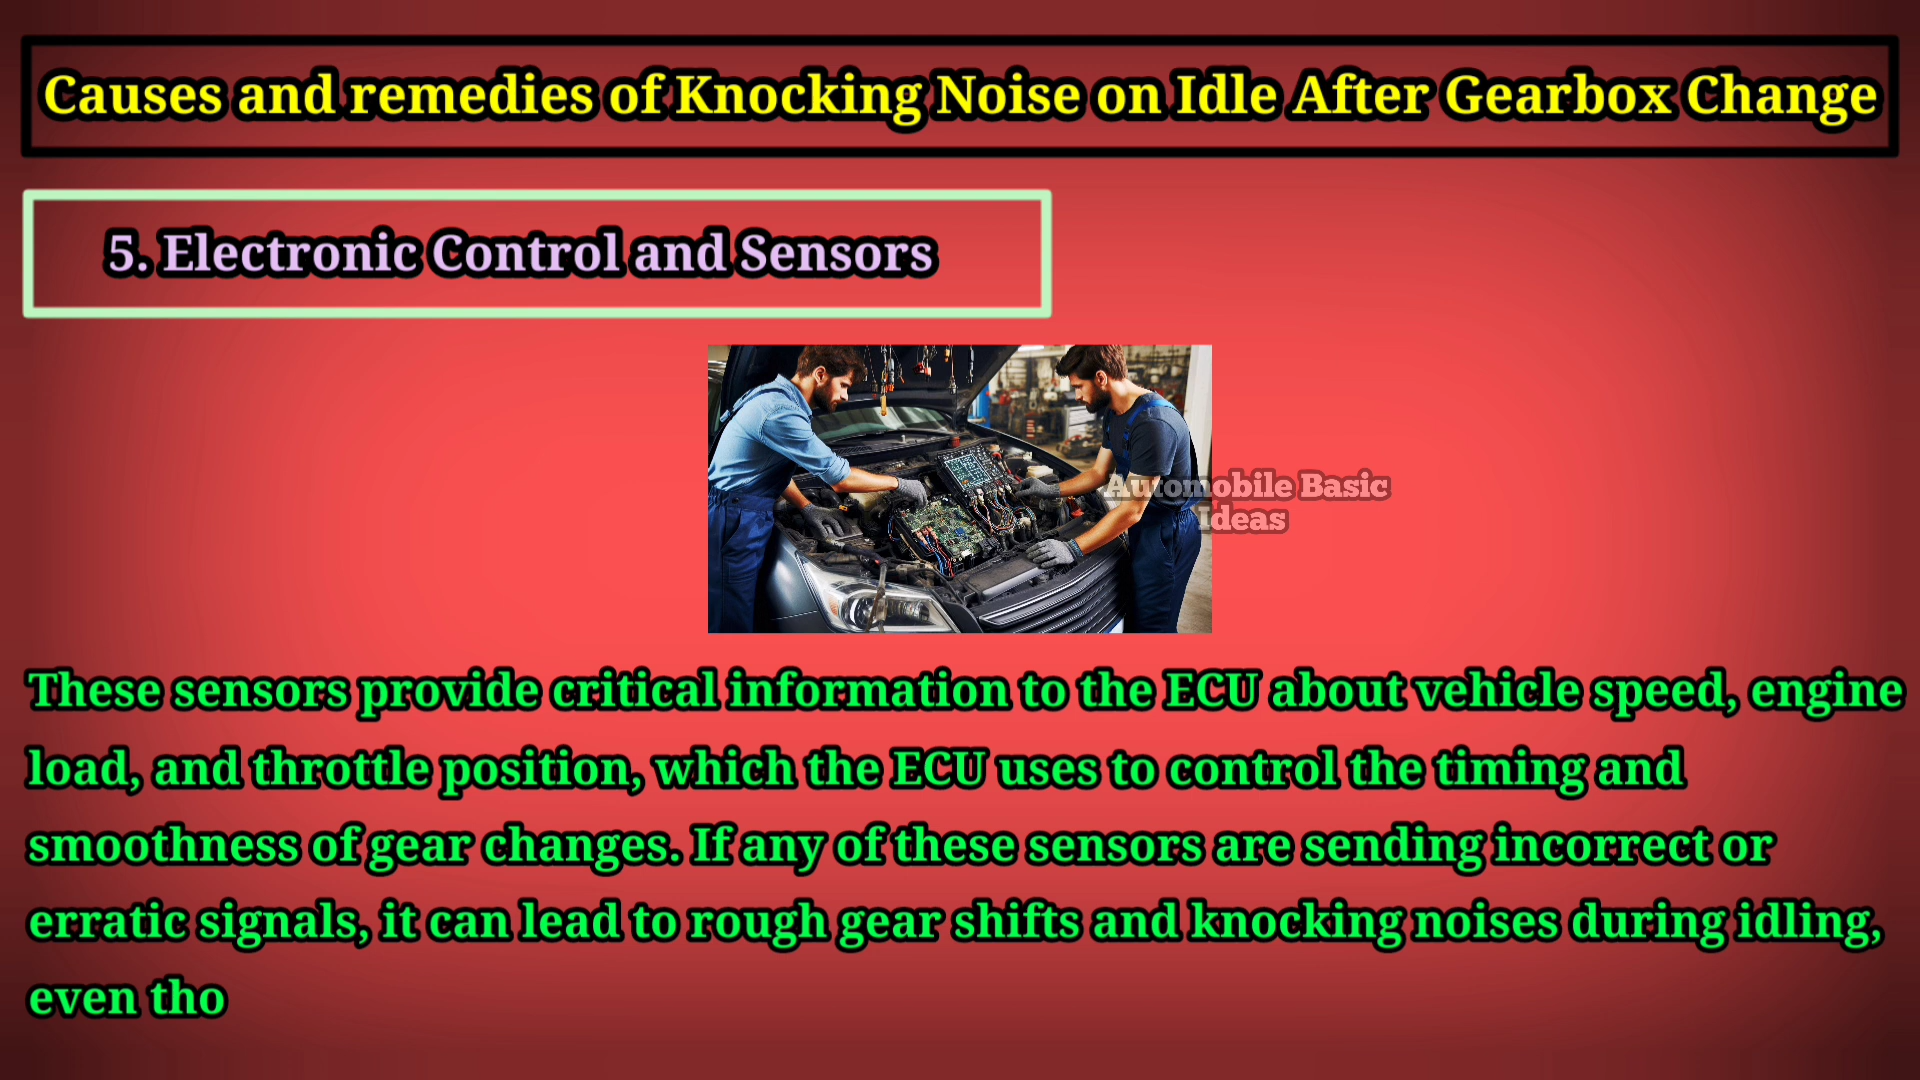 Causes and remedies of Knocking Noise on Idle After Gearbox Change
5. Electronic Control and Sensors
Automobile Basic
Ideas
These sensors provide critical information to the ECU about vehicle speed, engine
load, and throttle position, which the ECU uses to control the timing and
smoothness of gear changes. If any of these sensors are sending incorrect or
erratic signals, it can lead to rough gear shifts and knocking noises during idling,
even tho